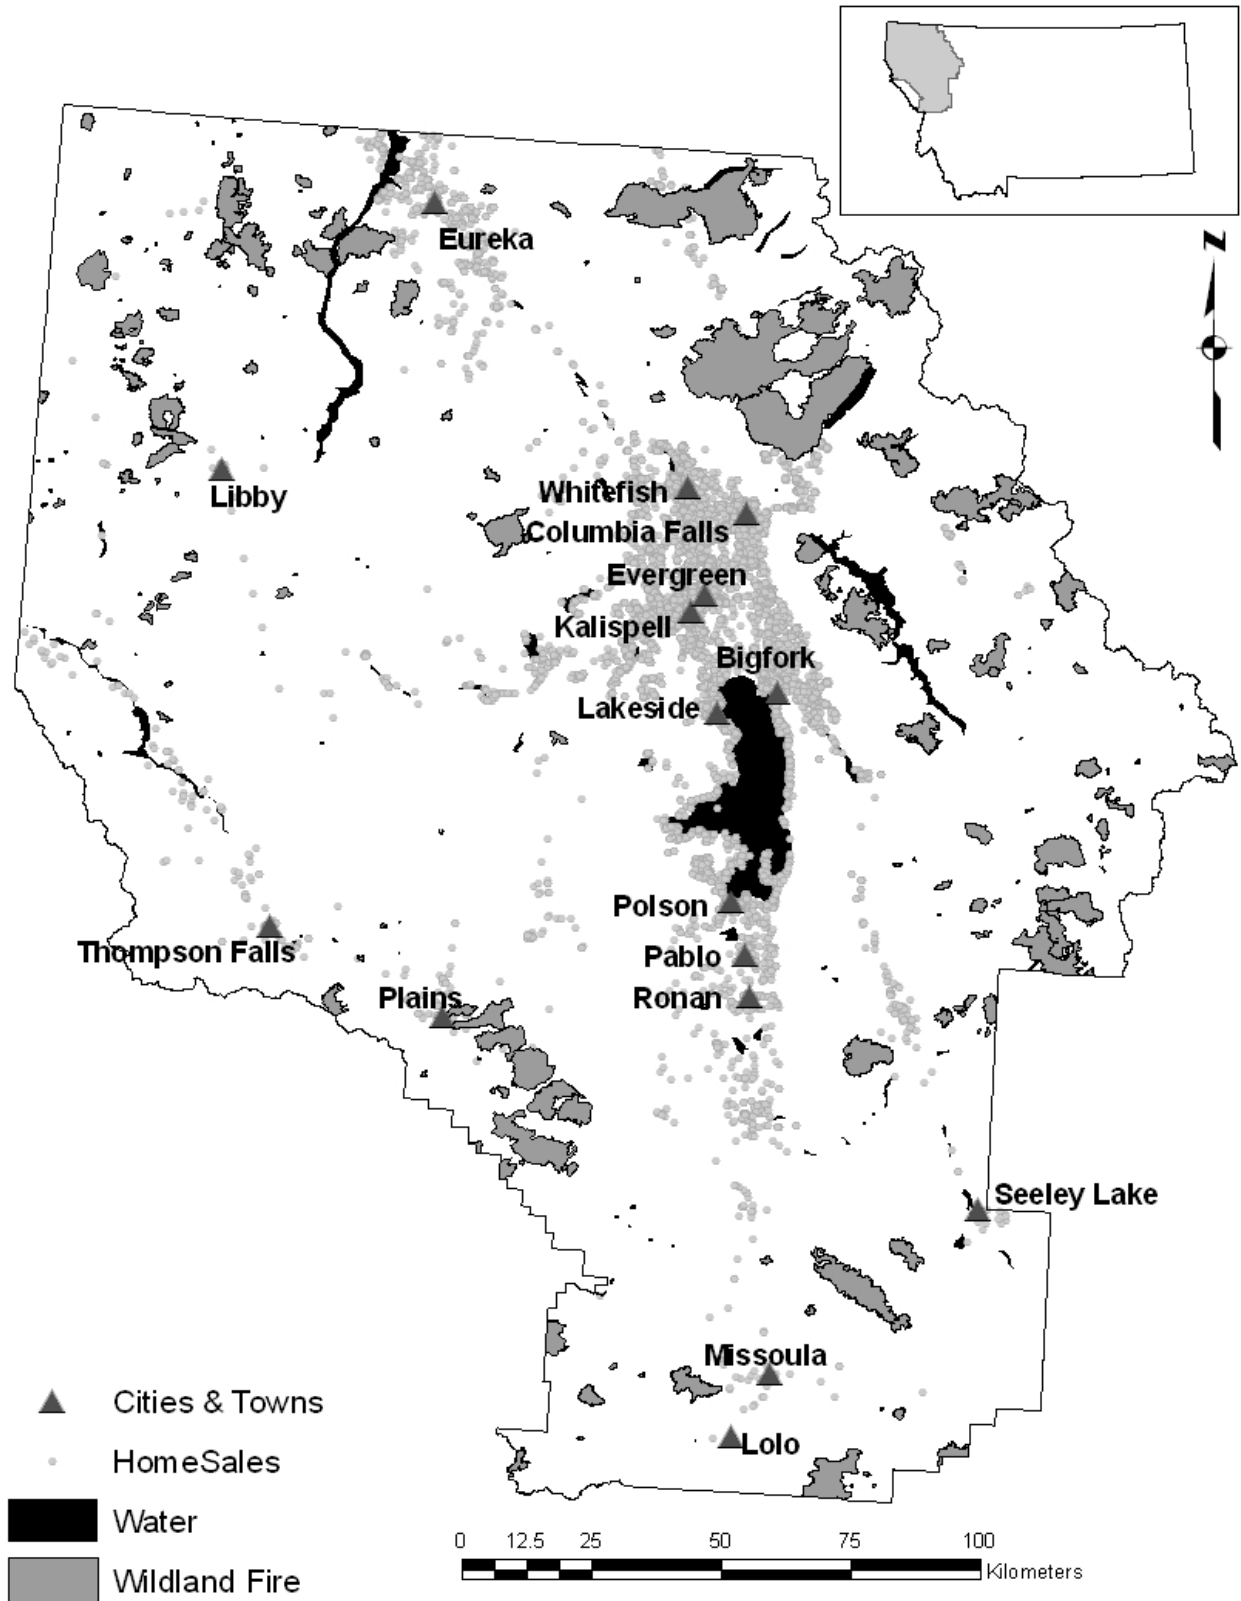 N
Eureka
Libby
Whitefish
Columbia Falls
Evergreen
Kalispell
Bigfork
Lakeside
Polson
Thompson Falls
Pablo
Plains
Ronan
Seeley Lake
Missoula
Lolo
Cities & Towns
HomeSales
Water
Wildland Fire
0 12.5 25 50 75 100
Kilometers